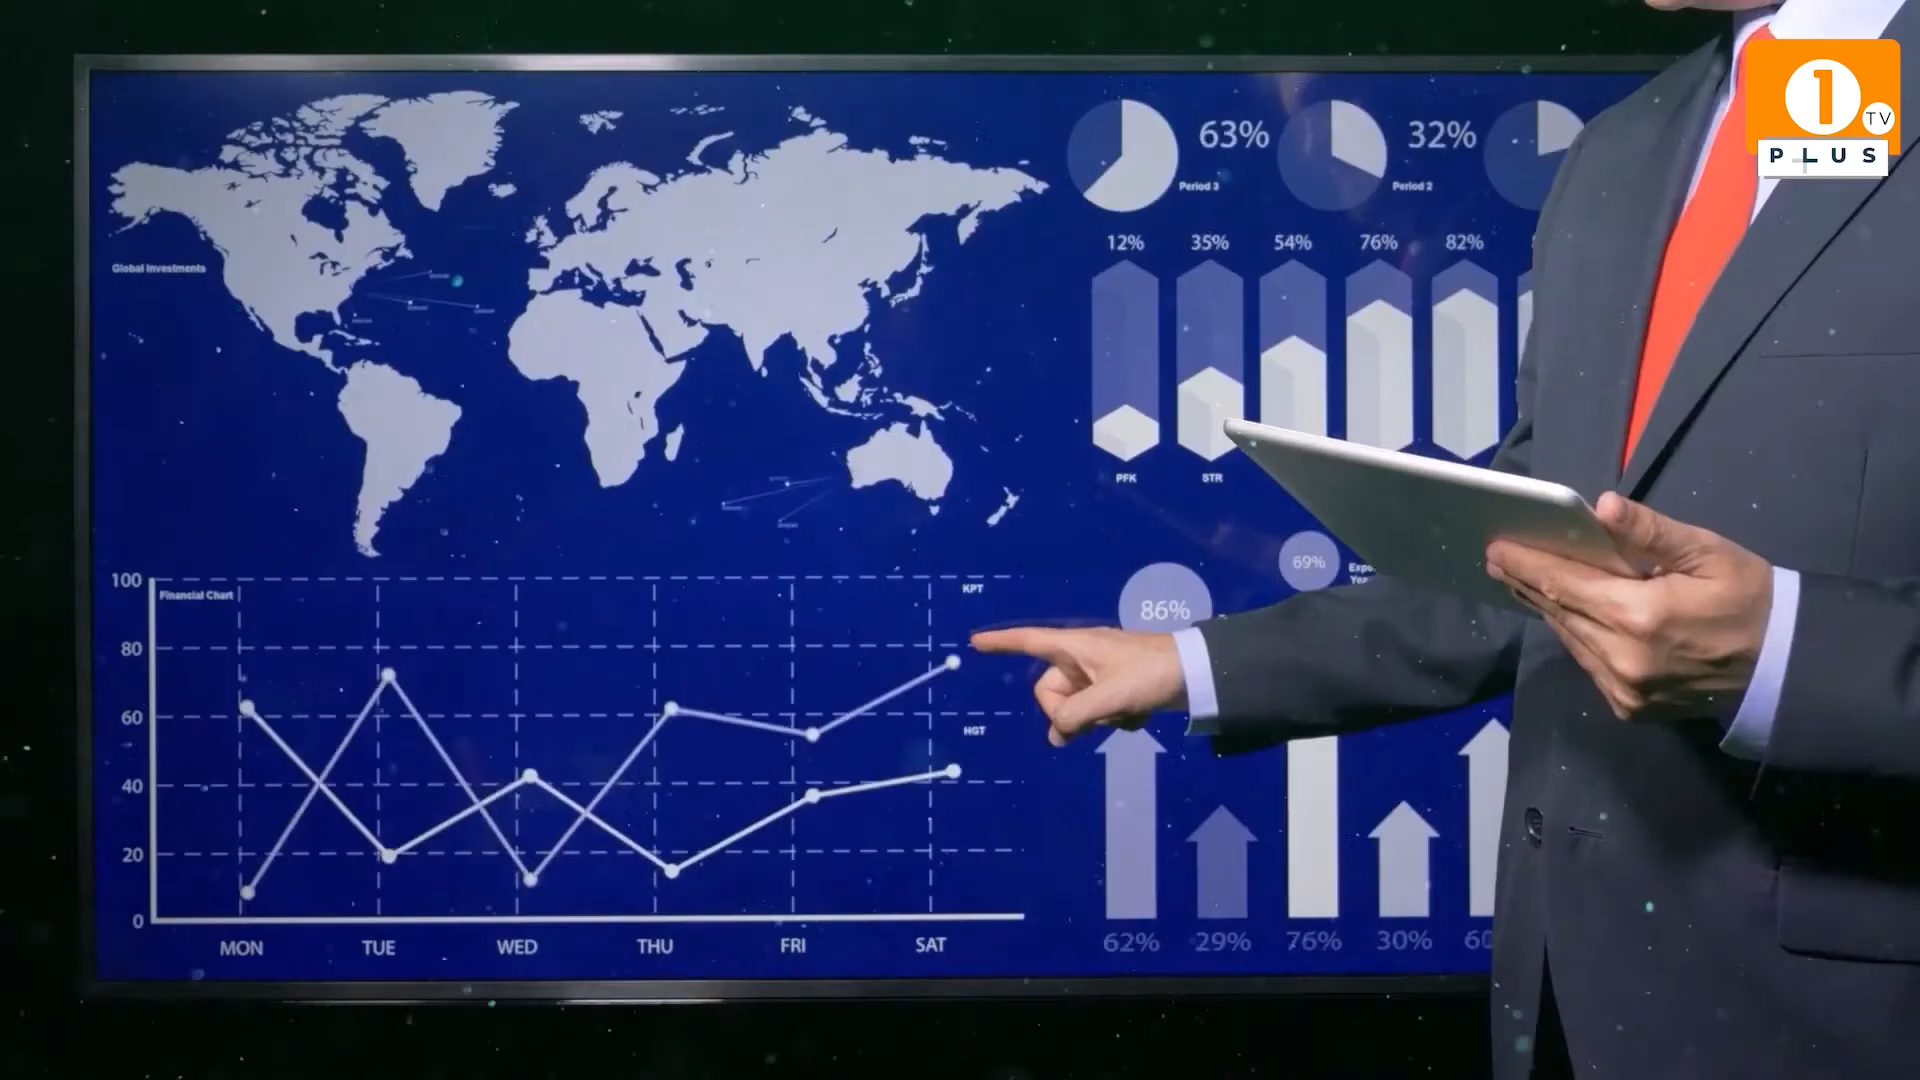 1
TV
PLUS
63%
32%
Period 3
Period 2
12%
35%
54%
76%
82%
Global Investments
PFK
STR
69%
86%
100
Financial Chart
KPT
80
60
HGT
40
20
0
MON
TUE
WED
THU
FRI
SAT
62%
29%
76%
30%